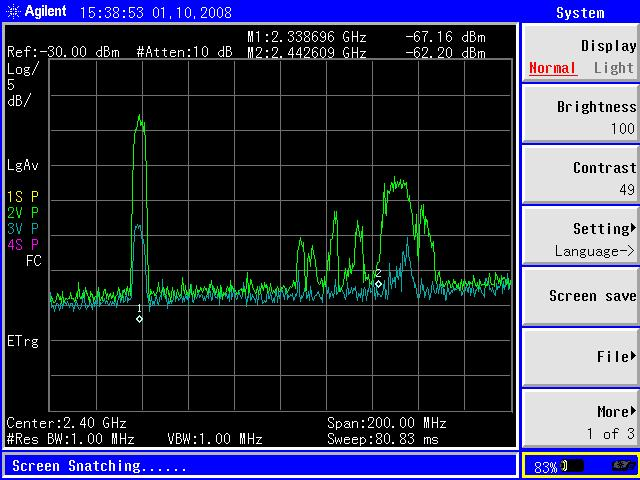 Agilent 15:38:53 01,10,2008
System
M1:2.338696 GHz -67.16 dBm
Ref:-30.00 dBm #Atten:10 dB M2:2.442609 GHz -62.20 dBm
Log/
5
dB/
LgAv
1S P
2V P
3V P
4S P
FC
ETrg
1
2
Center:2.40 GHz Span:200.00 MHz
#Res BW:1.00 MHz VBW:1.00 MHz Sweep:80.83 ms
Screen Snatching......
Display
Normal Light
Brightness
100
Contrast
49
Setting
Language->
Screen save
File
More
1 of 3
83%